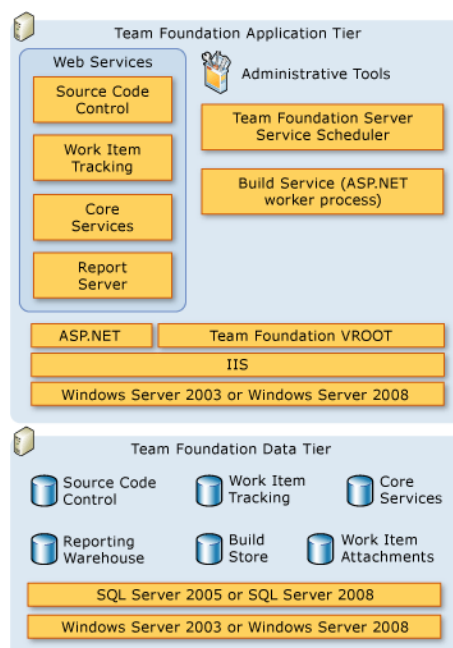 Team Foundation Application Tier
Web Services
Source Code
Control
Work Item
Tracking
Core
Services
Report
Server
Administrative Tools
Team Foundation Server
Service Scheduler
Build Service (ASP.NET
worker process)
ASP.NET
Team Foundation VROOT
IIS
Windows Server 2003 or Windows Server 2008
Team Foundation Data Tier
Source Code
Control
Work Item
Tracking
Core
Services
Reporting
Warehouse
Build
Store
Work Item
Attachments
SQL Server 2005 or SQL Server 2008
Windows Server 2003 or Windows Server 2008